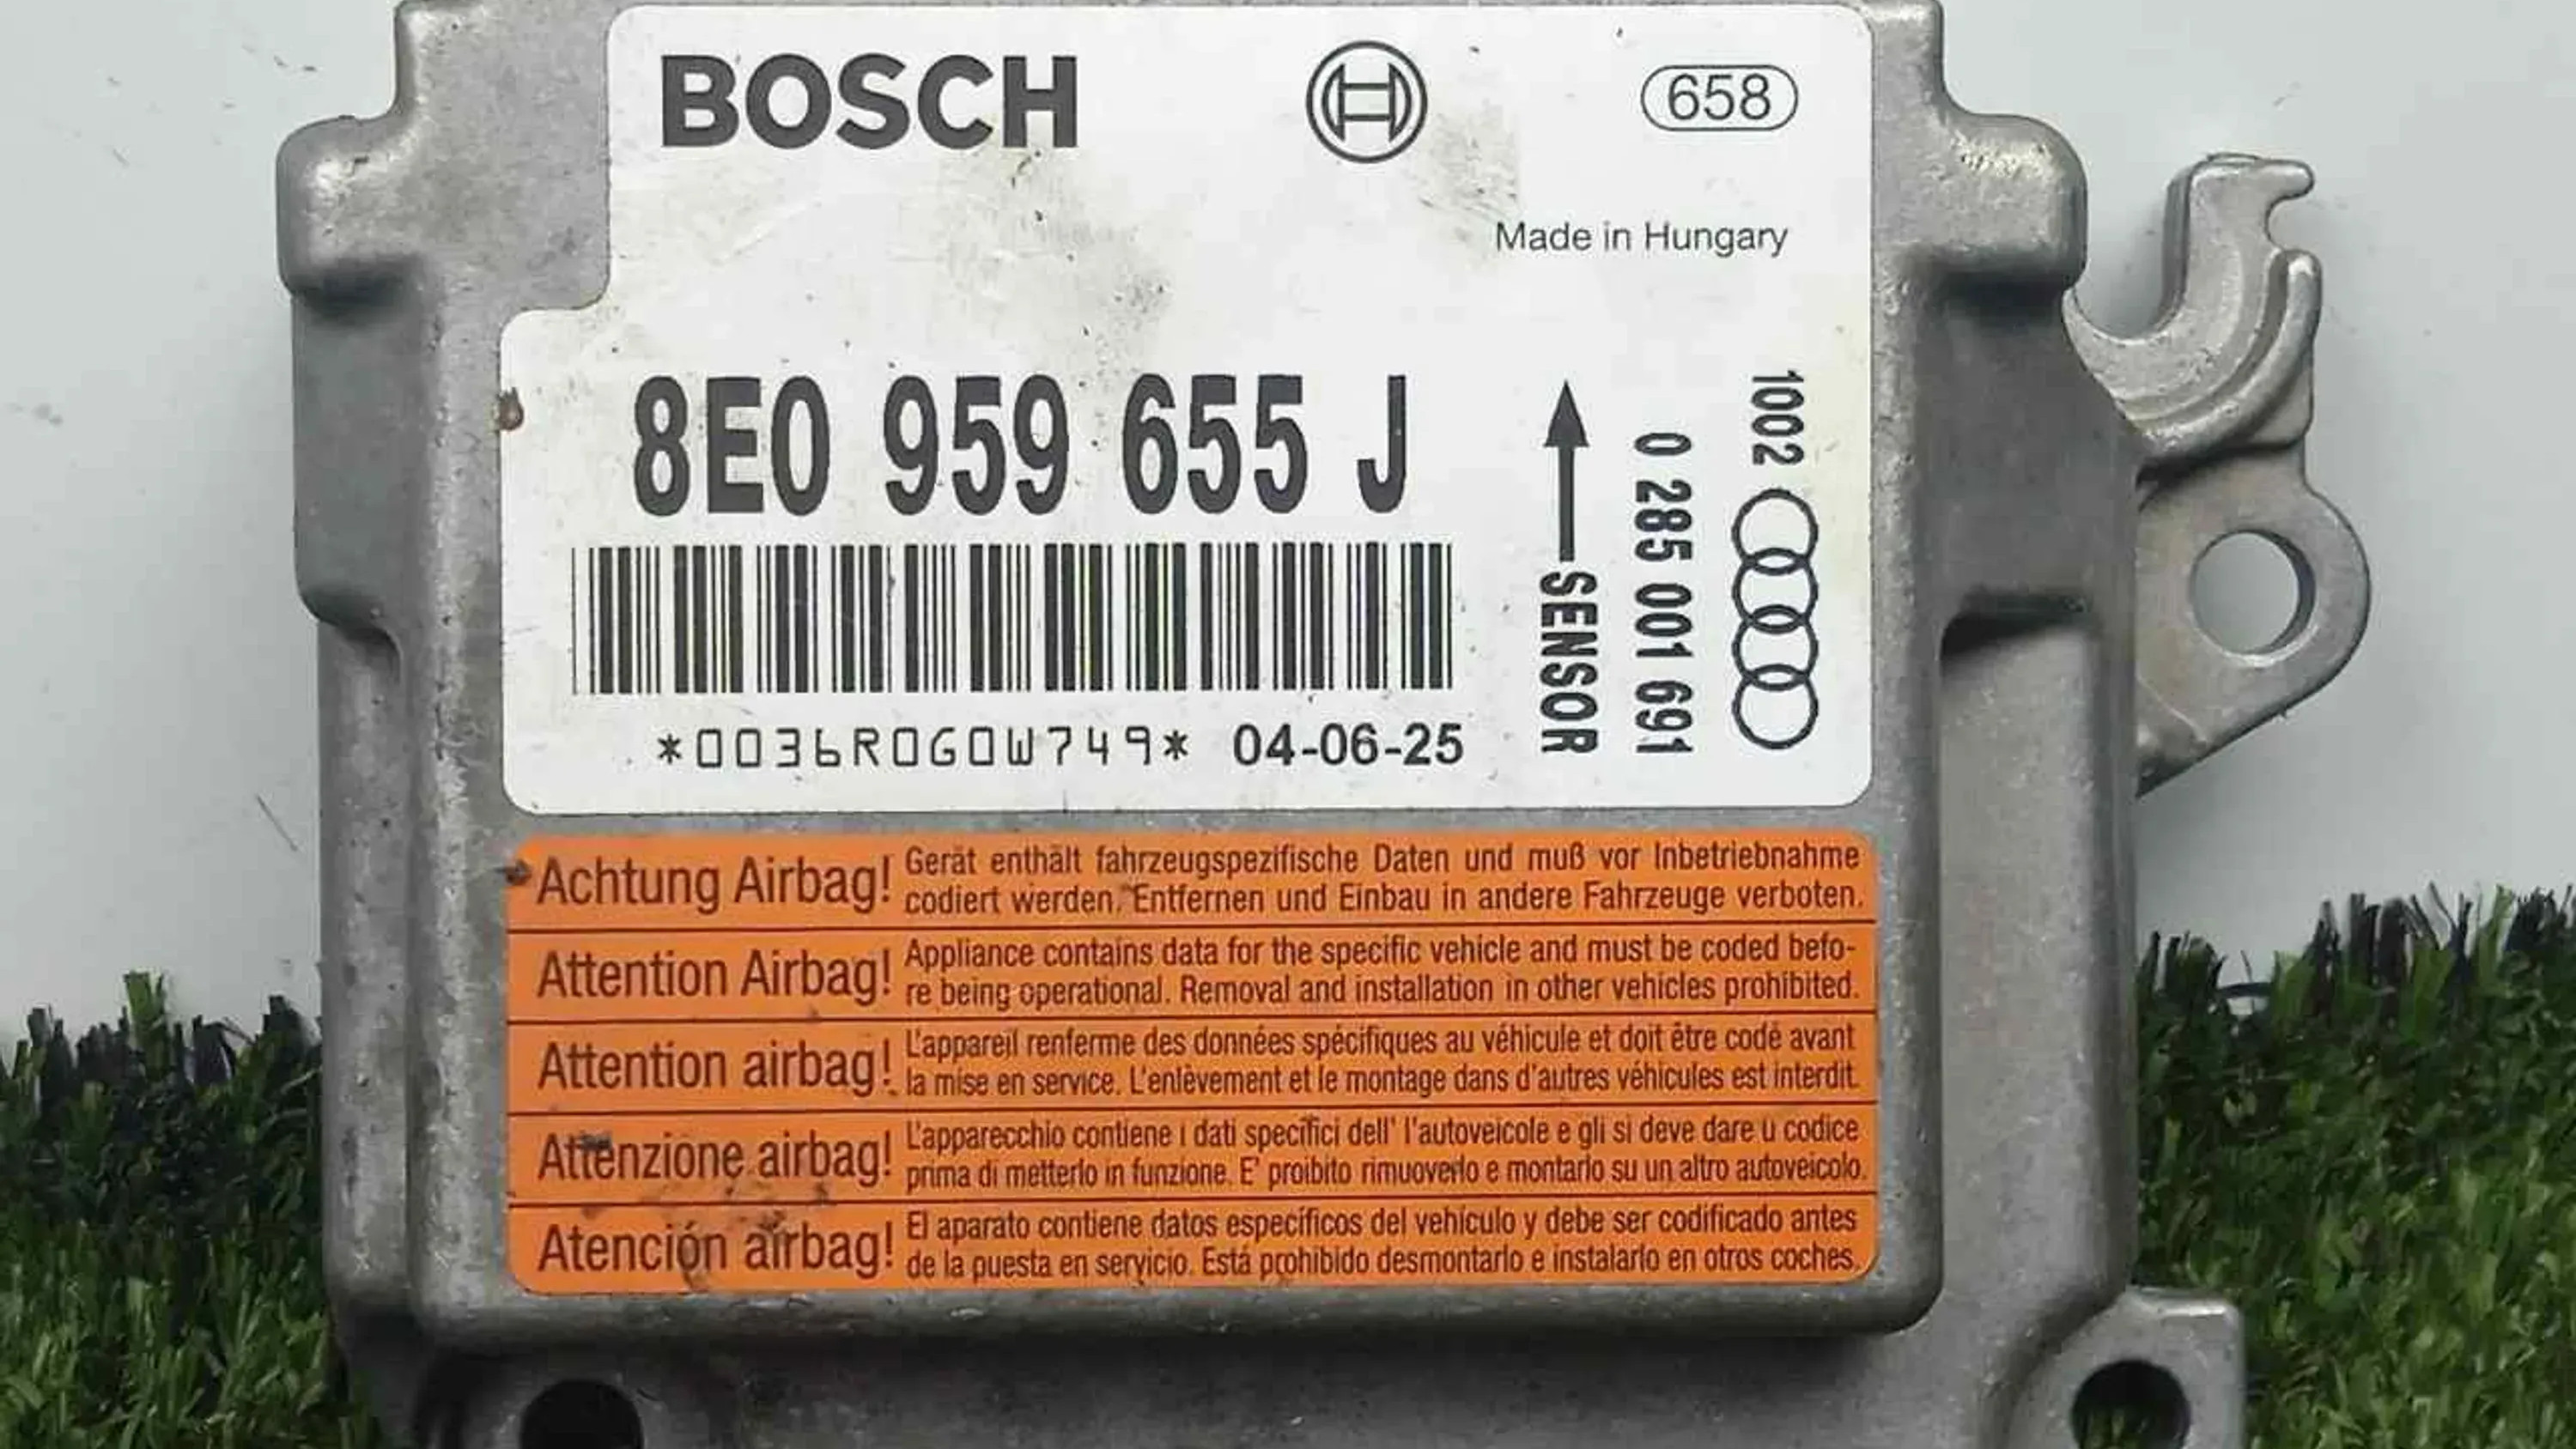 BOSCH
658
Made in Hungary
8E0 959 655 J
*0036R0G0W749* 04-06-25
SENSOR
0 285 001 691
1002
Achtung Airbag! Gerät enthält fahrzeugspezifische Daten und muß vor Inbetriebnahme
codiert werden. Entfernen und Einbau in andere Fahrzeuge verboten.
Attention Airbag! Appliance contains data for the specific vehicle and must be coded befo-
re being operational. Removal and installation in other vehicles prohibited.
Attention airbag! L'appareil renferme des données spécifiques au véhicule et doit être codé avant
la mise en service. L'enlèvement et le montage dans d'autres véhicules est interdit.
Attenzione airbag! L'apparecchio contiene i dati specifici dell' l'autoveicole e gli si deve dare u codice
prima di metterlo in funzione. E' proibito rimuoverlo e montarlo su un altro autoveicolo.
Atención airbag! El aparato contiene datos específicos del vehículo y debe ser codificado antes
de la puesta en servicio. Está prohibido desmontarlo e instalarlo en otros coches.